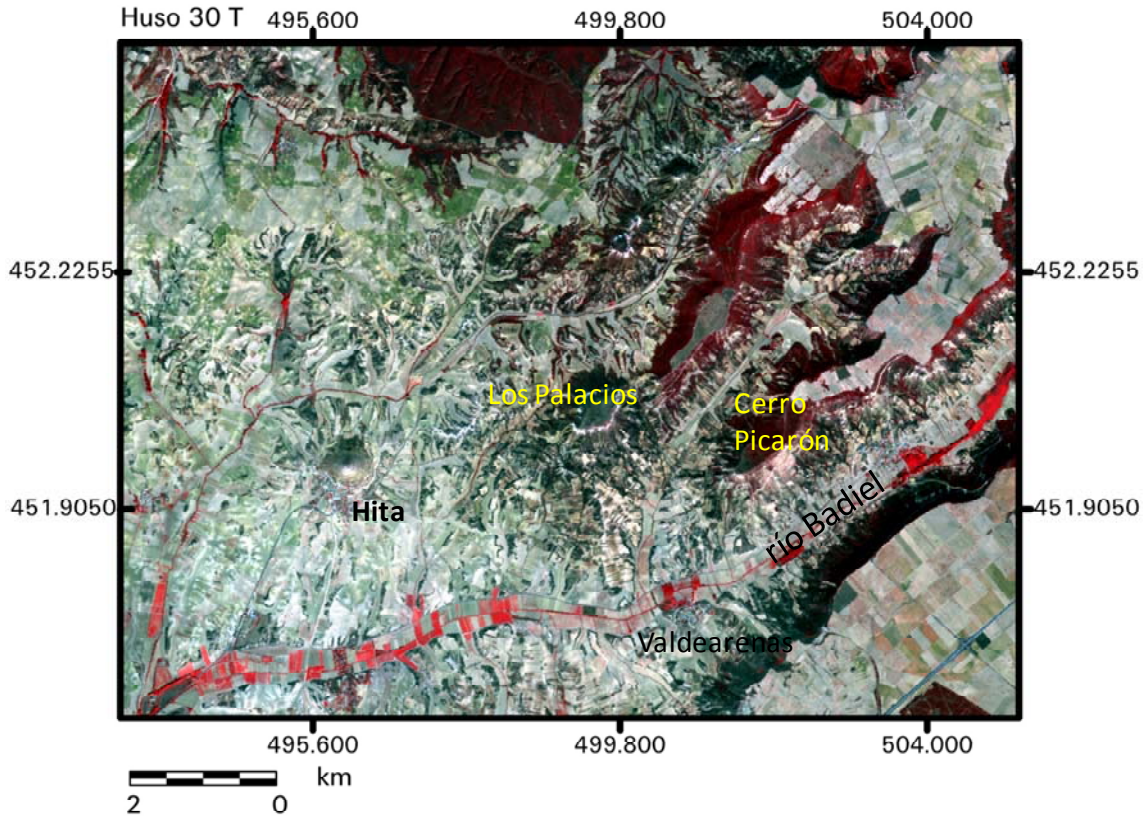 Huso 30 T
495.600 499.800 504.000
452.2255 452.2255
Los Palacios
Cerro
Picarón
Hita
451.9050 451.9050
río Badiel
Valdearenas
495.600 499.800 504.000
km
2 0